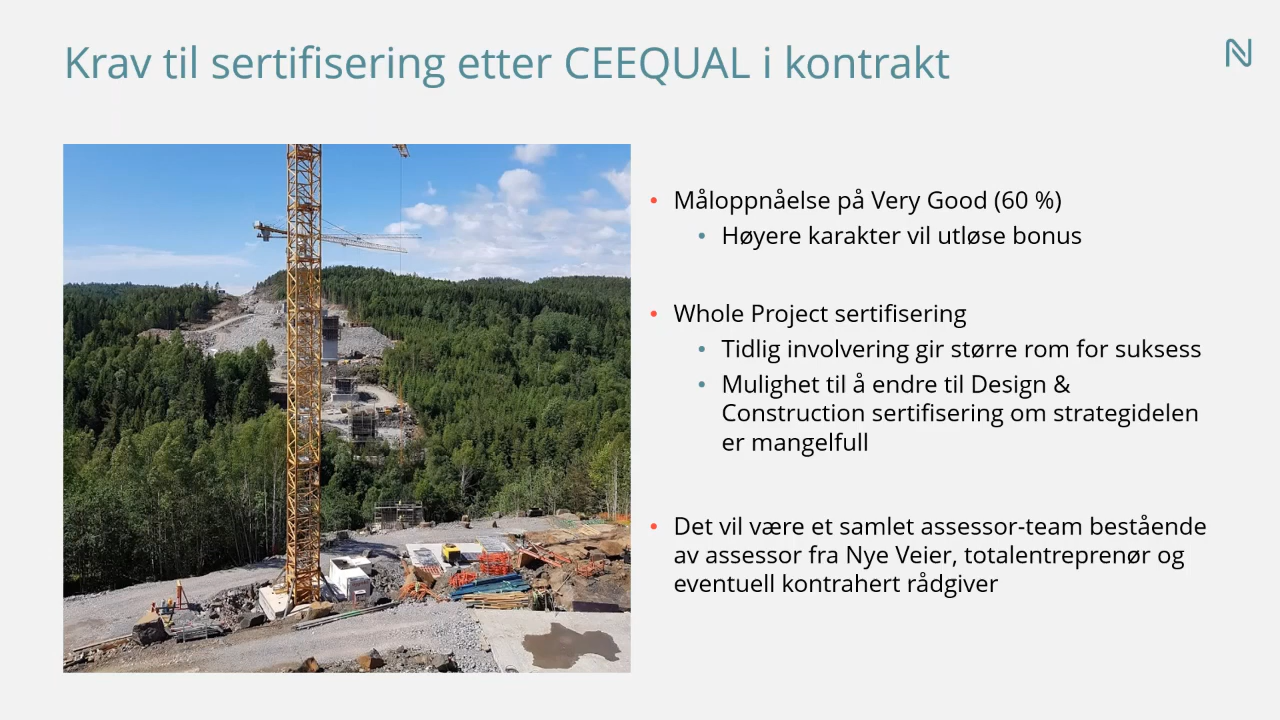 Krav til sertifisering etter CEEQUAL i kontrakt
• Måloppnåelse på Very Good (60 %)
• Høyere karakter vil utløse bonus
• Whole Project sertifisering
• Tidlig involvering gir større rom for suksess
• Mulighet til å endre til Design &
Construction sertifisering om strategidelen
er mangelfull
• Det vil være et samlet assessor-team bestående
av assessor fra Nye Veier, totalentreprenør og
eventuell kontrahert rådgiver